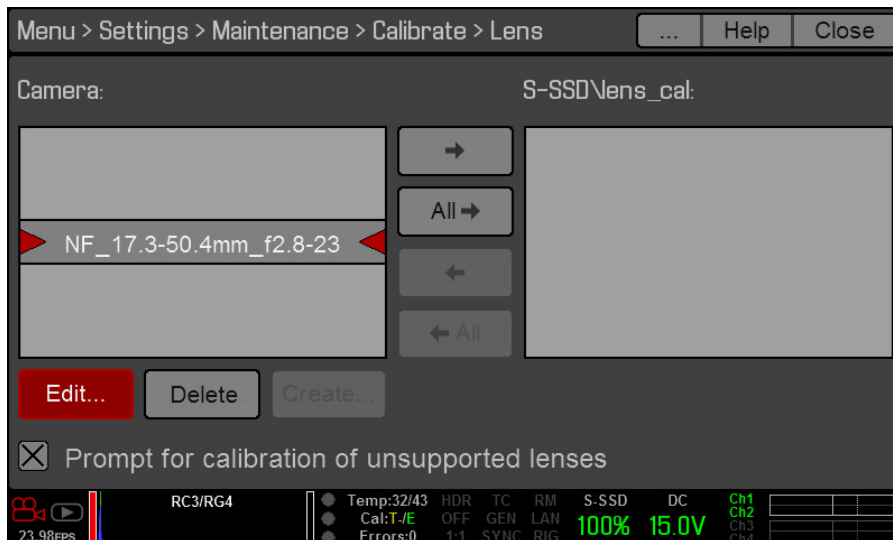 Menu > Settings > Maintenance > Calibrate > Lens ... Help Close
Camera: S-SSD\lens_cal:
NF_17.3-50.4mm_f2.8-23
All
All
Edit... Delete Create...
Prompt for calibration of unsupported lenses
RC3/RG4 Temp:32/43 HDR TC RM S-SSD DC Ch1
Cal:T-/E OFF GEN LAN 100% 15.0V Ch2
23.98FPS Errors:0 1:1 SYNC RIG Ch3
Ch4